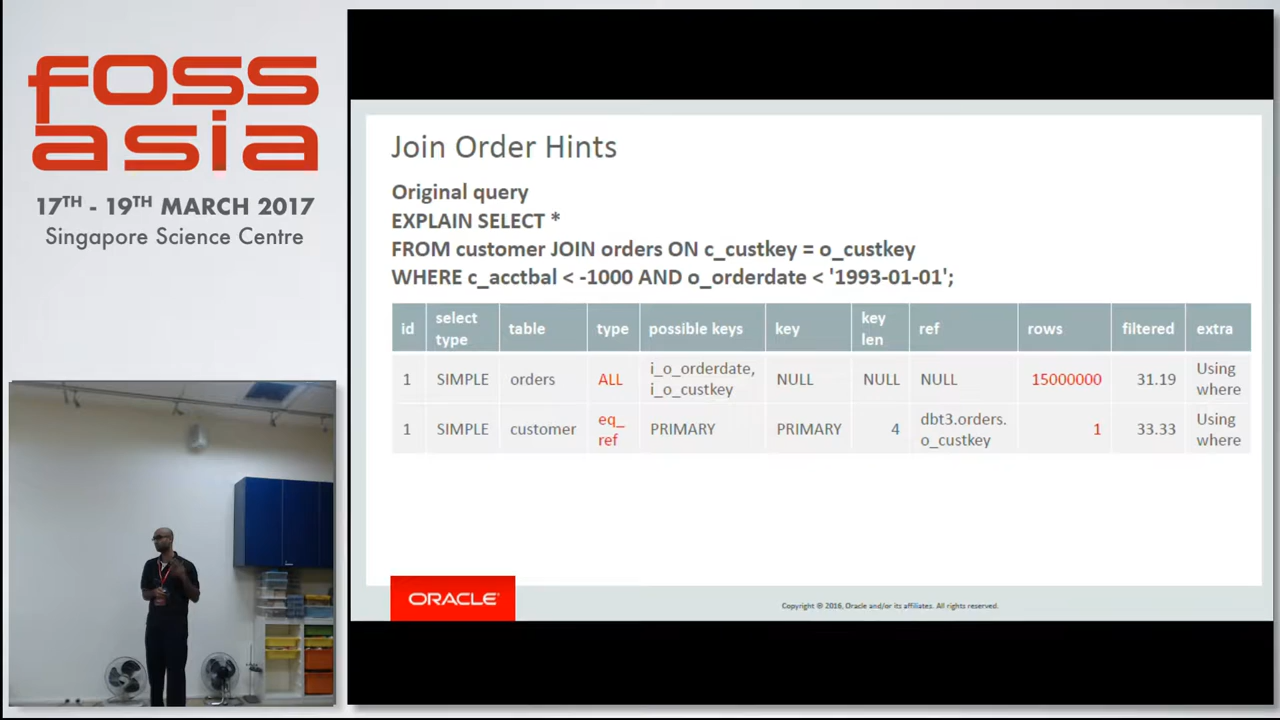 foss
asia
17TH - 19TH MARCH 2017
Singapore Science Centre
Join Order Hints
Original query
EXPLAIN SELECT *
FROM customer JOIN orders ON c_custkey = o_custkey
WHERE c_acctbal < -1000 AND o_orderdate < '1993-01-01';
id select type table type possible keys key key len ref rows filtered extra
1 SIMPLE orders ALL i_o_orderdate, i_o_custkey NULL NULL NULL 15000000 31.19 Using where
1 SIMPLE customer eq_ref PRIMARY PRIMARY 4 dbt3.orders.o_custkey 1 33.33 Using where
ORACLE
Copyright © 2016, Oracle and/or its affiliates. All rights reserved.